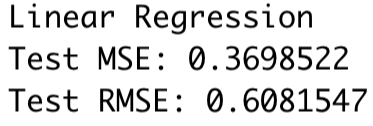 Linear Regression
Test MSE: 0.3698522
Test RMSE: 0.6081547